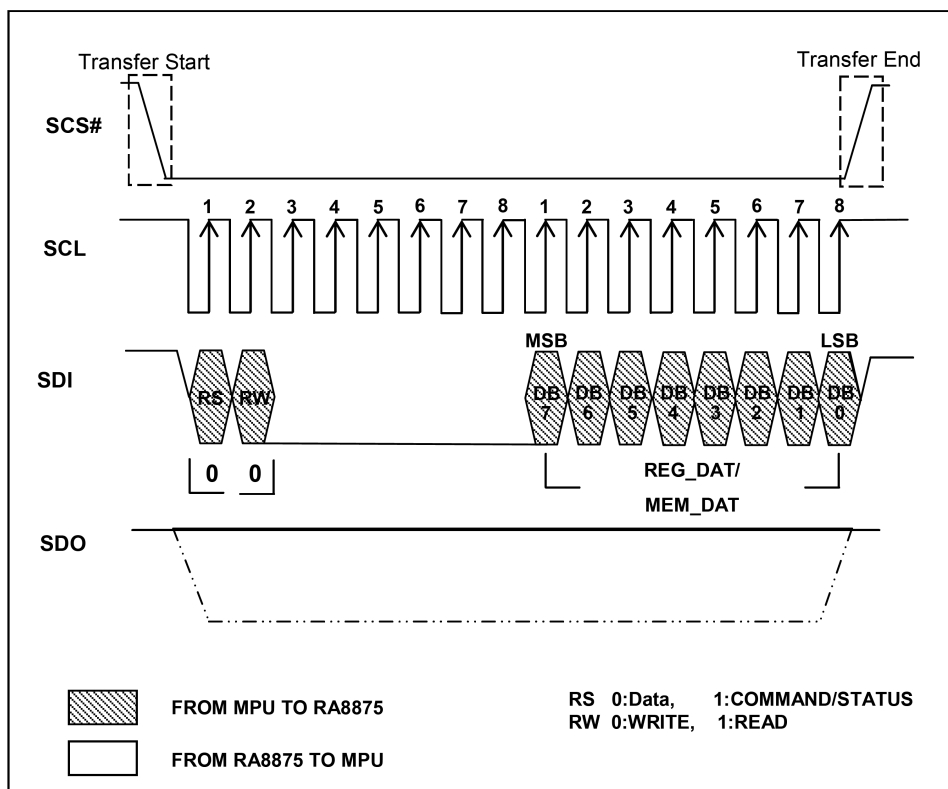 Transfer Start
Transfer End
SCS#
1 2 3 4 5 6 7 8 1 2 3 4 5 6 7 8
SCL
MSB LSB
SDI
RS RW DB DB DB DB DB DB DB DB
7 6 5 4 3 2 1 0
0 0
REG_DAT/
MEM_DAT
SDO
FROM MPU TO RA8875
FROM RA8875 TO MPU
RS 0:Data, 1:COMMAND/STATUS
RW 0:WRITE, 1:READ